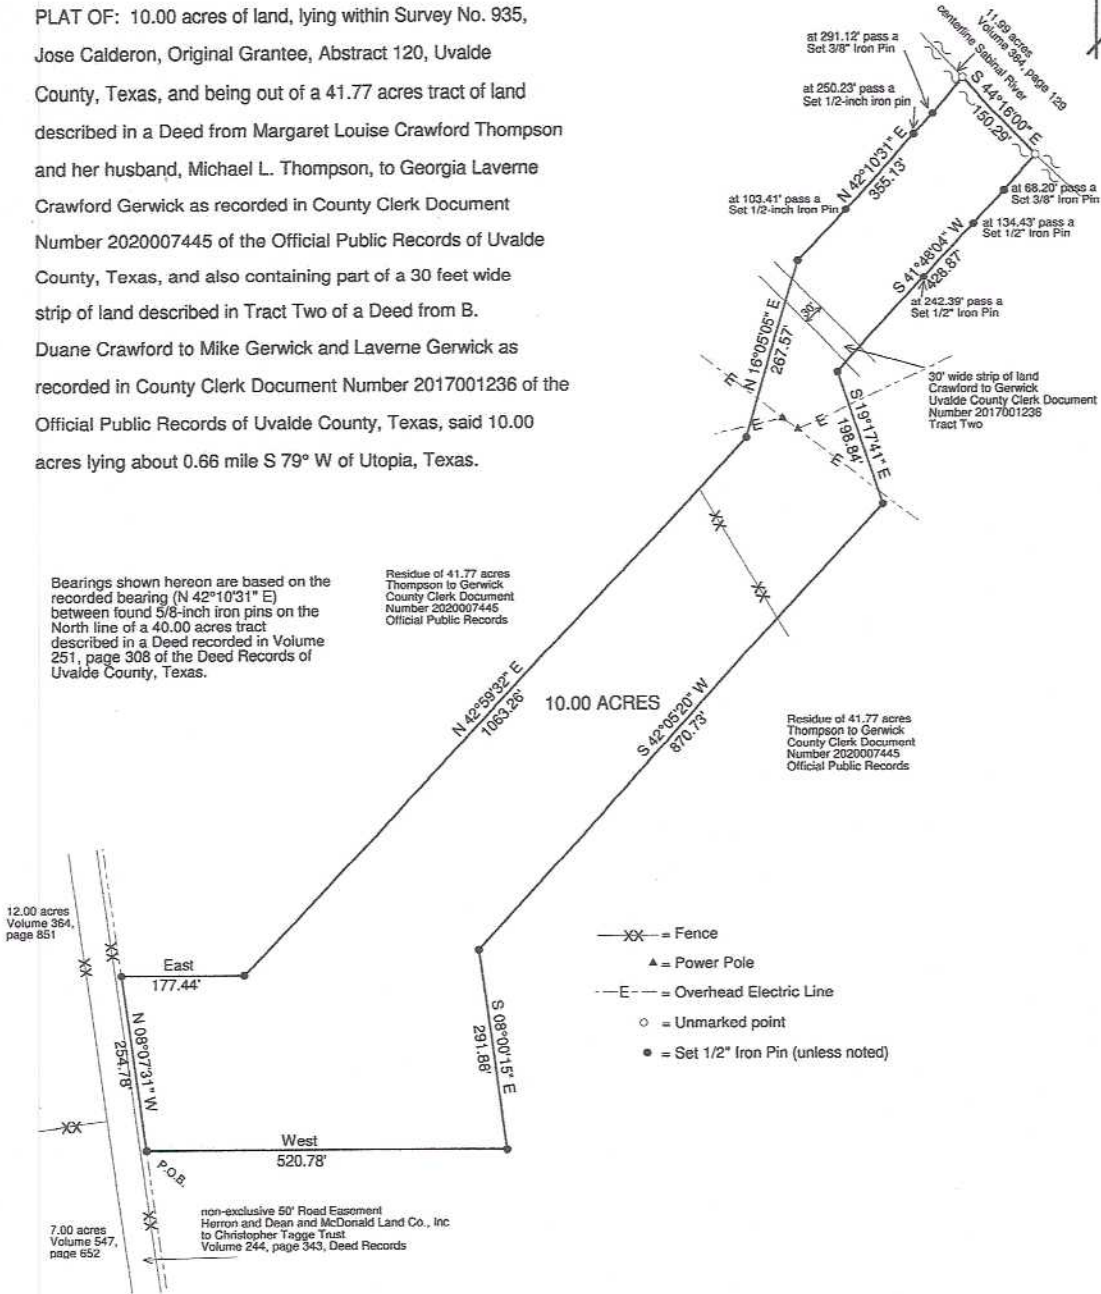 PLAT OF: 10.00 acres of land, lying within Survey No. 935,
Jose Calderon, Original Grantee, Abstract 120, Uvalde
County, Texas, and being out of a 41.77 acres tract of land
described in a Deed from Margaret Louise Crawford Thompson
and her husband, Michael L. Thompson, to Georgia Laverne
Crawford Gerwick as recorded in County Clerk Document
Number 2020007445 of the Official Public Records of Uvalde
County, Texas, and also containing part of a 30 feet wide
strip of land described in Tract Two of a Deed from B.
Duane Crawford to Mike Gerwick and Laverne Gerwick as
recorded in County Clerk Document Number 2017001236 of the
Official Public Records of Uvalde County, Texas, said 10.00
acres lying about 0.66 mile S 79° W of Utopia, Texas.
11.99 acres
Volume 364, page 129
centerline Sabinal River
at 291.12' pass a
Set 3/8" Iron Pin
at 250.23' pass a
Set 1/2-inch iron pin
S 44°16'00" E
150.29'
N 42°10'31" E
355.13'
at 103.41' pass a
Set 1/2-inch Iron Pin
at 68.20' pass a
Set 3/8" Iron Pin
at 134.43' pass a
Set 1/2" Iron Pin
S 41°48'04" W
428.87'
at 242.39' pass a
Set 1/2" Iron Pin
30'
N 16°05'05" E
267.57'
30' wide strip of land
Crawford to Gerwick
Uvalde County Clerk Document
Number 2017001236
Tract Two
E
E
E
E
S 19°17'41" E
198.84'
XX
XX
Bearings shown hereon are based on the
recorded bearing (N 42°10'31" E)
between found 5/8-inch iron pins on the
North line of a 40.00 acres tract
described in a Deed recorded in Volume
251, page 308 of the Deed Records of
Uvalde County, Texas.
Residue of 41.77 acres
Thompson to Gerwick
County Clerk Document
Number 2020007445
Official Public Records
N 42°59'32" E
1063.26'
10.00 ACRES
S 42°05'20" W
870.73'
Residue of 41.77 acres
Thompson to Gerwick
County Clerk Document
Number 2020007445
Official Public Records
12.00 acres
Volume 364,
page 851
XX
XX
East
177.44'
N 08°07'31" W
254.78'
S 08°00'15" E
291.88'
XX = Fence
▲ = Power Pole
—E— = Overhead Electric Line
○ = Unmarked point
● = Set 1/2" Iron Pin (unless noted)
XX
West
520.78'
P.O.B.
XX
non-exclusive 50' Road Easement
Herron and Dean and McDonald Land Co., Inc
to Christopher Tagge Trust
Volume 244, page 343, Deed Records
7.00 acres
Volume 547,
page 652